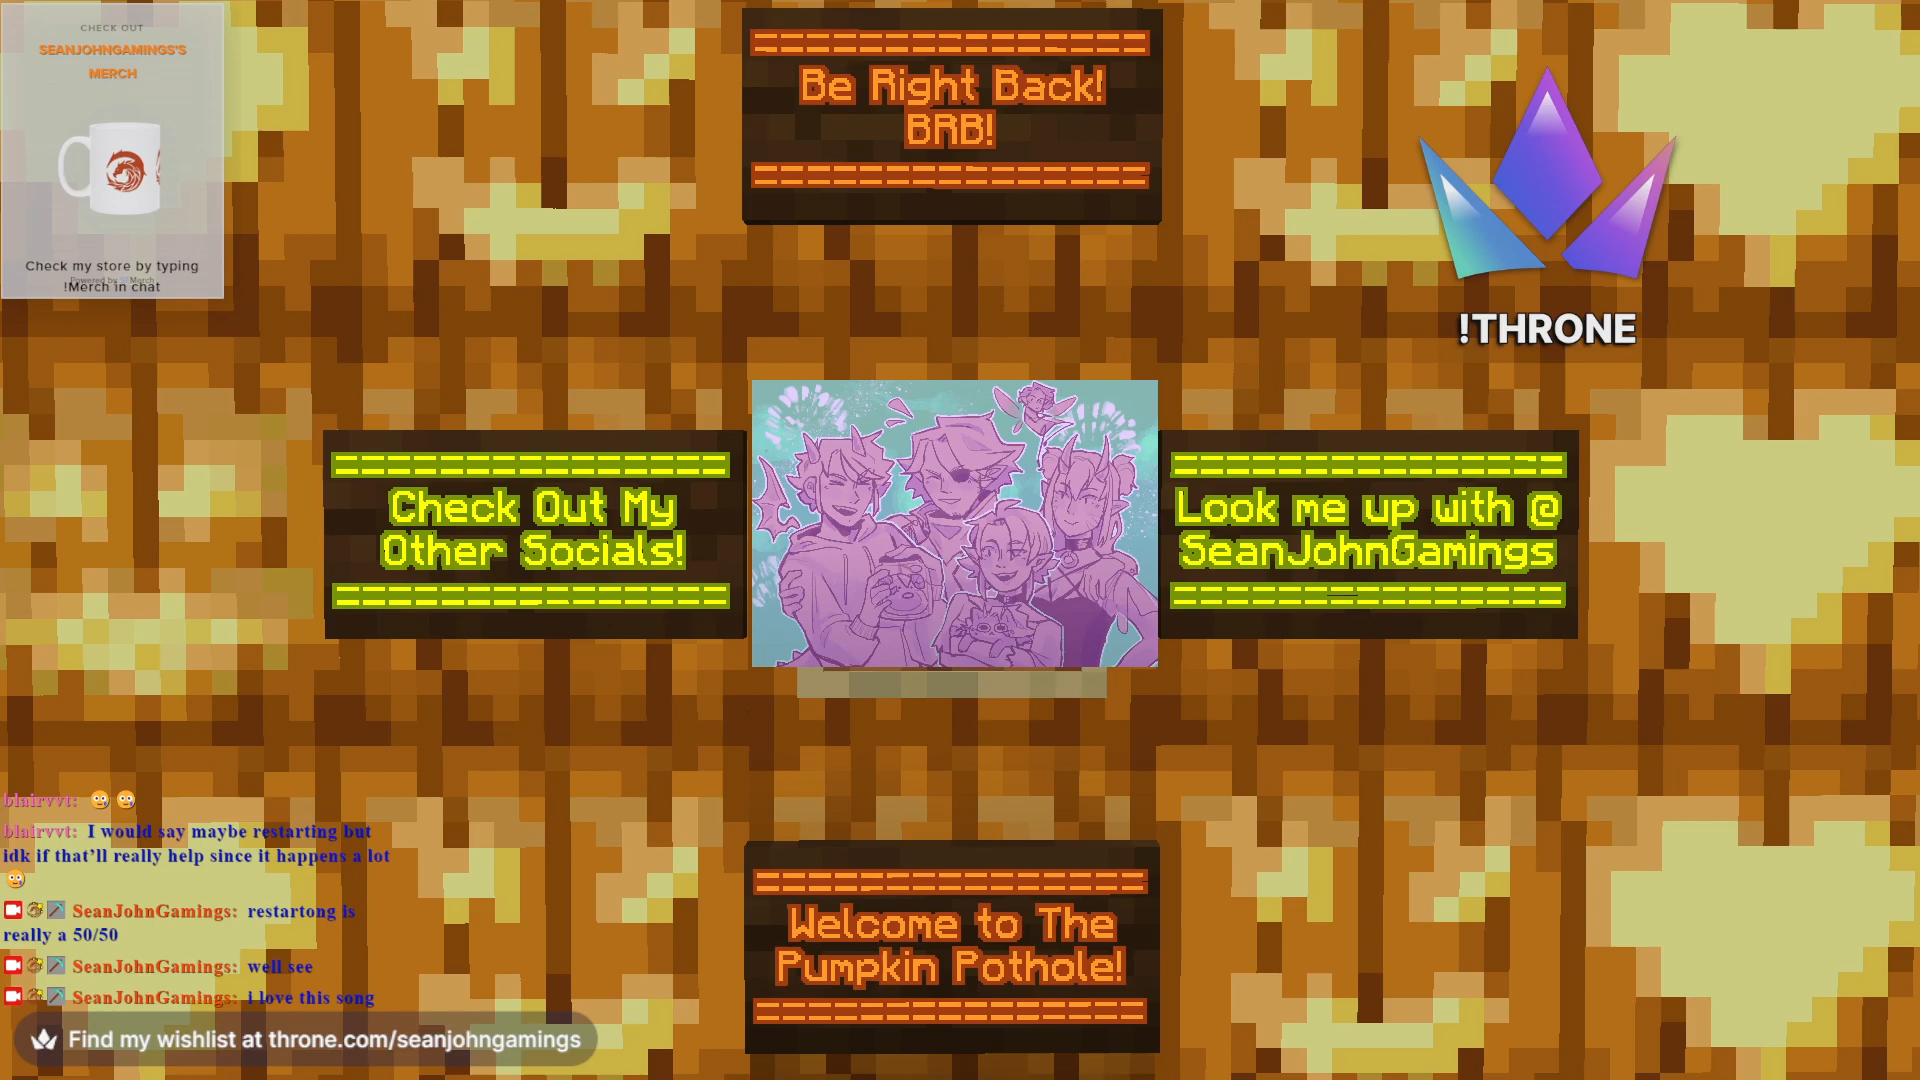 CHECK OUT
SEANJOHNGAMINGS'S
MERCH
Check my store by typing
Powered by Merch
!Merch in chat
==============
Be Right Back!
BRB!
==============
!THRONE
==============
Check Out My
Other Socials!
==============
==============
Look me up with @
SeanJohnGamings
==============
blairvvt: 🥲 🥲
blairvvt: I would say maybe restarting but
idk if that’ll really help since it happens a lot
🥲
SeanJohnGamings: restartong is
really a 50/50
SeanJohnGamings: well see
SeanJohnGamings: i love this song
Find my wishlist at throne.com/seanjohngamings
==============
Welcome to The
Pumpkin Pothole!
==============